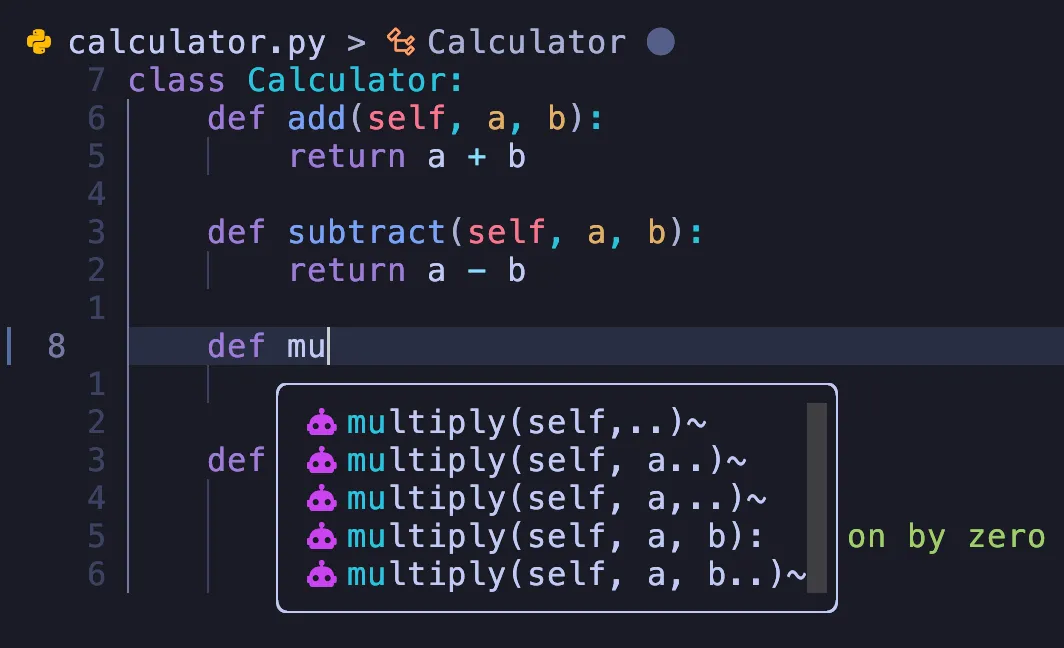 calculator.py > Calculator
7 class Calculator:
6 def add(self, a, b):
5 return a + b
4
3 def subtract(self, a, b):
2 return a - b
1
8 def mu
1
2
3 def
4
5 on by zero
6
multiply(self,..)~
multiply(self, a..)~
multiply(self, a,..)~
multiply(self, a, b):
multiply(self, a, b..)~